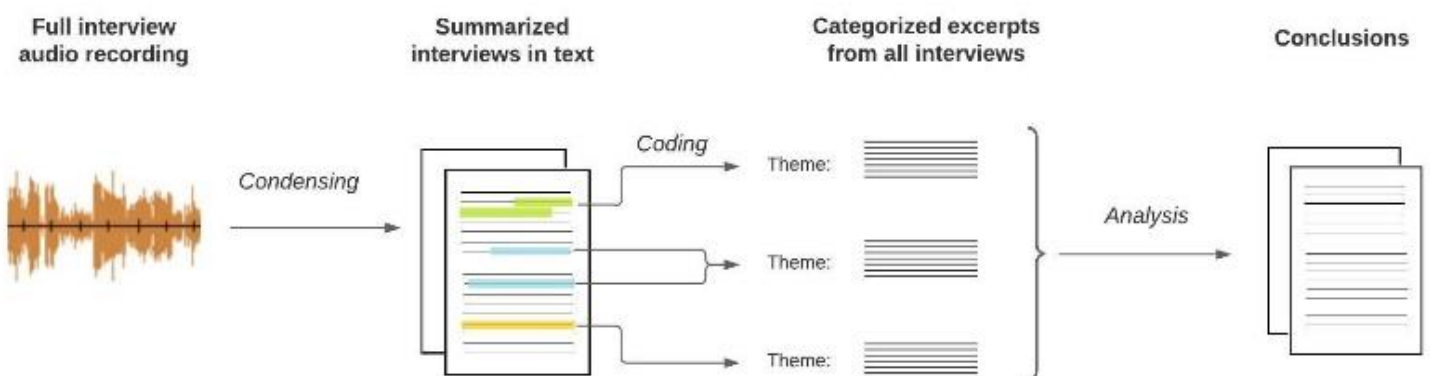 Full interview
audio recording
Summarized
interviews in text
Categorized excerpts
from all interviews
Conclusions
Condensing
Coding
Theme:
Theme:
Theme:
Analysis